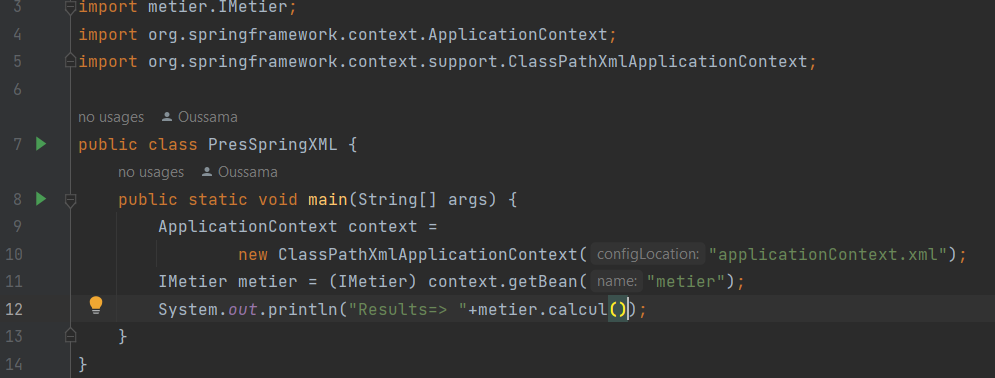 3 import metier.IMetier;
4 import org.springframework.context.ApplicationContext;
5 import org.springframework.context.support.ClassPathXmlApplicationContext;
6
no usages Oussama
7 public class PresSpringXML {
no usages Oussama
8 public static void main(String[] args) {
9 ApplicationContext context =
10 new ClassPathXmlApplicationContext( configLocation: "applicationContext.xml");
11 IMetier metier = (IMetier) context.getBean( name: "metier");
12 System.out.println("Results=> "+metier.calcul());
13 }
14 }